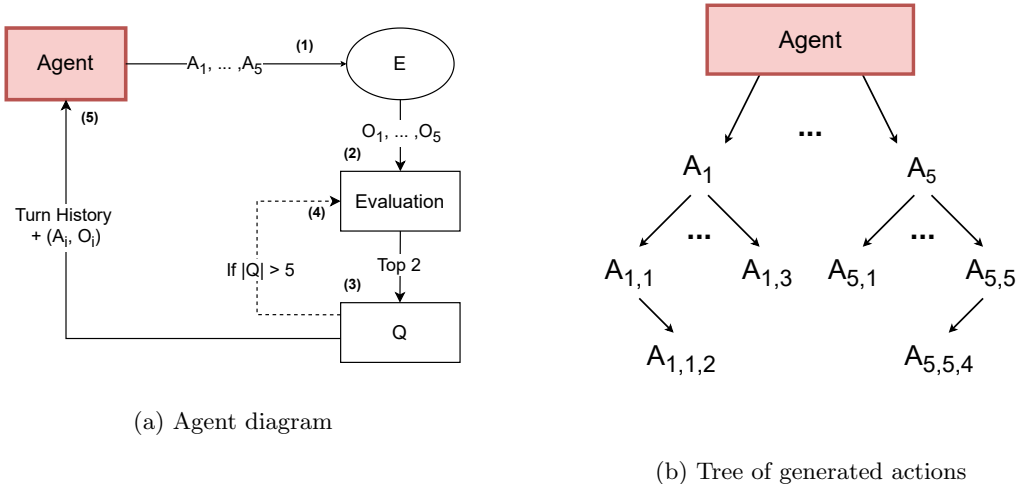 Agent
(1)
A1, ... ,A5
E
O1, ... ,O5
(2)
Evaluation
(4)
(5)
Turn History
+ (Ai, Oi)
If |Q| > 5
Top 2
(3)
Q
(a) Agent diagram
Agent
...
A1
A5
...
...
A1,1
A1,3
A5,1
A5,5
A1,1,2
A5,5,4
(b) Tree of generated actions